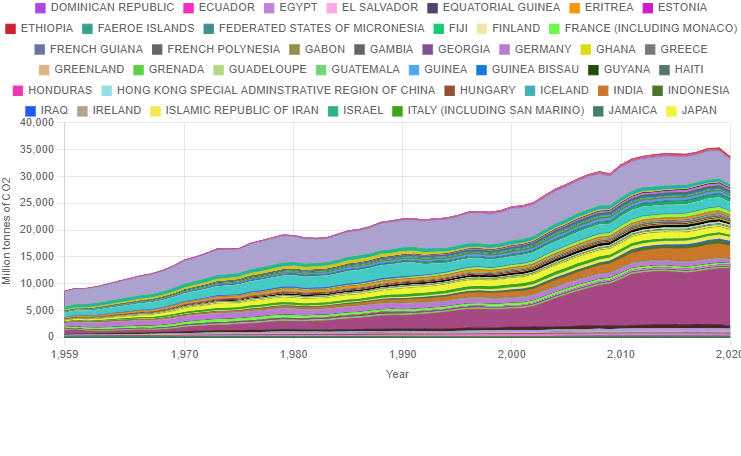 DOMINICAN REPUBLIC ECUADOR EGYPT EL SALVADOR EQUATORIAL GUINEA ERITREA ESTONIA
ETHIOPIA FAEROE ISLANDS FEDERATED STATES OF MICRONESIA FIJI FINLAND FRANCE (INCLUDING MONACO)
FRENCH GUIANA FRENCH POLYNESIA GABON GAMBIA GEORGIA GERMANY GHANA GREECE
GREENLAND GRENADA GUADELOUPE GUATEMALA GUINEA GUINEA BISSAU GUYANA HAITI
HONDURAS HONG KONG SPECIAL ADMINSTRATIVE REGION OF CHINA HUNGARY ICELAND INDIA INDONESIA
IRAQ IRELAND ISLAMIC REPUBLIC OF IRAN ISRAEL ITALY (INCLUDING SAN MARINO) JAMAICA JAPAN
40,000
35,000
30,000
25,000
20,000
15,000
10,000
5,000
0
Million tonnes of CO2
1,959 1,970 1,980 1,990 2,000 2,010 2,020
Year